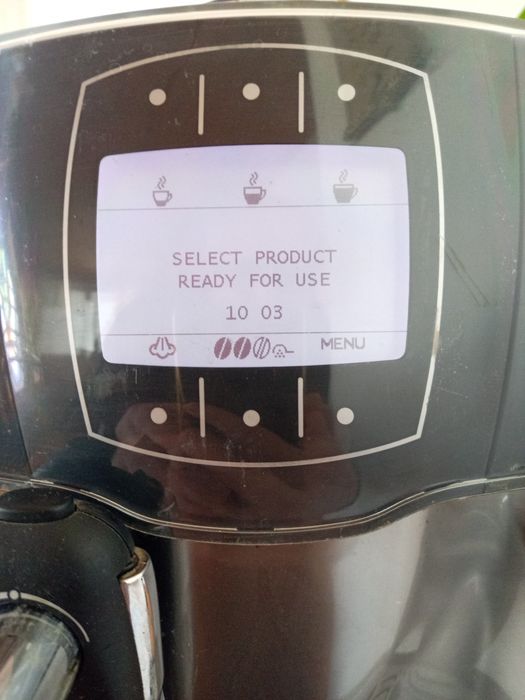 SELECT PRODUCT
READY FOR USE
10 03
MENU